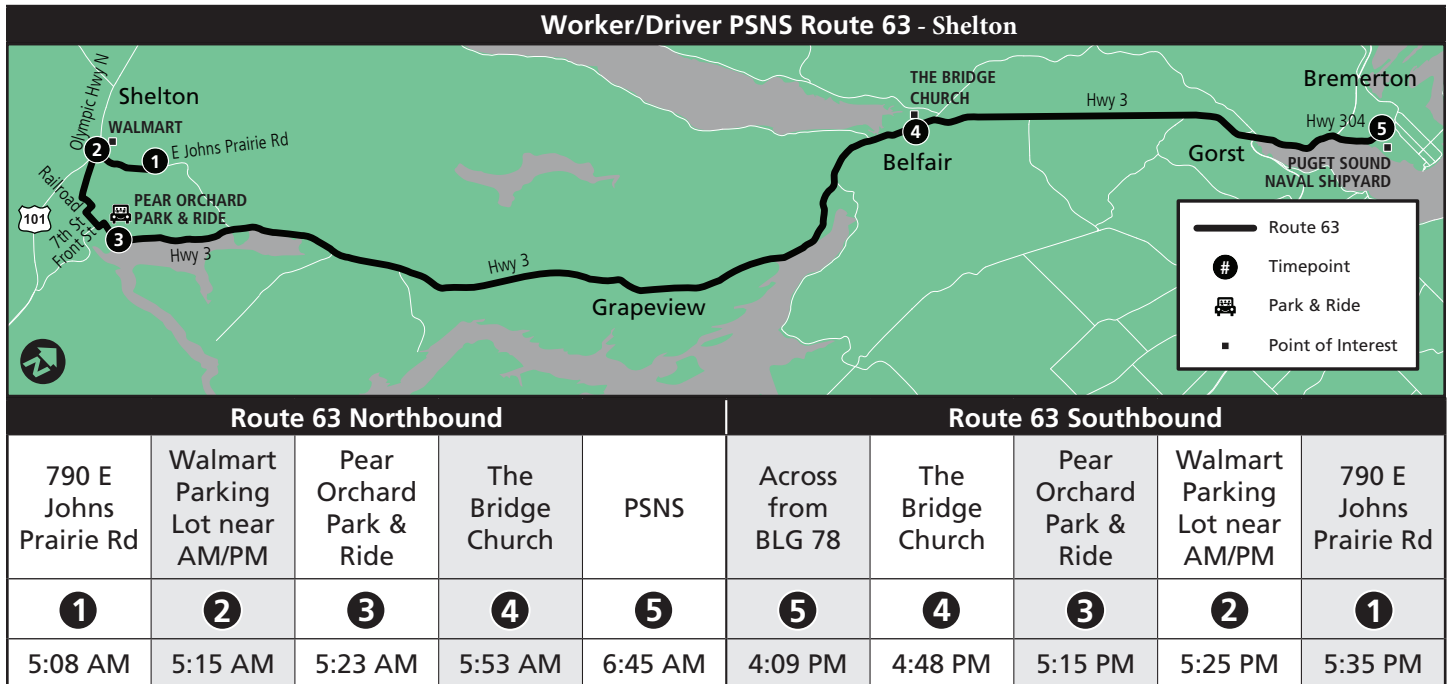 Worker/Driver PSNS Route 63 - Shelton
Olympic Hwy N
Shelton
WALMART
2
1
E Johns Prairie Rd
Railroad
7th St
Front St
101
PEAR ORCHARD
PARK & RIDE
3
Hwy 3
Hwy 3
Grapeview
THE BRIDGE
CHURCH
4
Belfair
Hwy 3
Gorst
Bremerton
Hwy 304
5
PUGET SOUND
NAVAL SHIPYARD
N
Route 63
# Timepoint
Park & Ride
Point of Interest
Route 63 Northbound
790 E
Johns
Prairie Rd
Walmart
Parking
Lot near
AM/PM
Pear
Orchard
Park &
Ride
The
Bridge
Church
PSNS
1 2 3 4 5
5:08 AM 5:15 AM 5:23 AM 5:53 AM 6:45 AM
Route 63 Southbound
Across
from
BLG 78
The
Bridge
Church
Pear
Orchard
Park &
Ride
Walmart
Parking
Lot near
AM/PM
790 E
Johns
Prairie Rd
5 4 3 2 1
4:09 PM 4:48 PM 5:15 PM 5:25 PM 5:35 PM